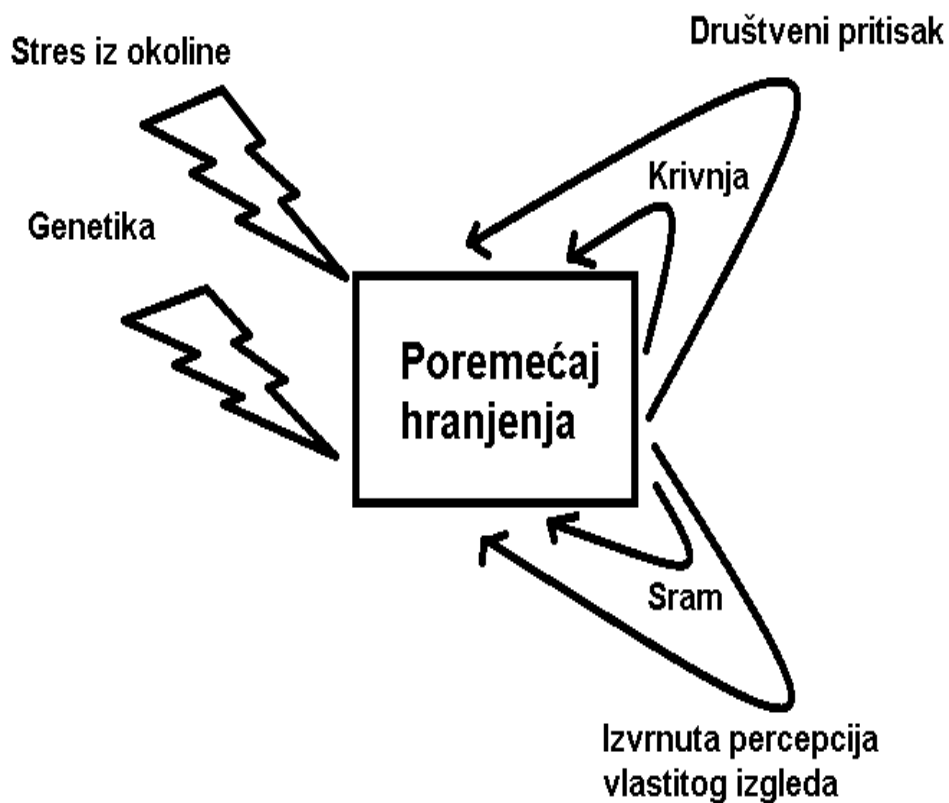 Društveni pritisak
Stres iz okoline
Krivnja
Genetika
Poremećaj
hranjenja
Sram
Izvrnuta percepcija
vlastitog izgleda